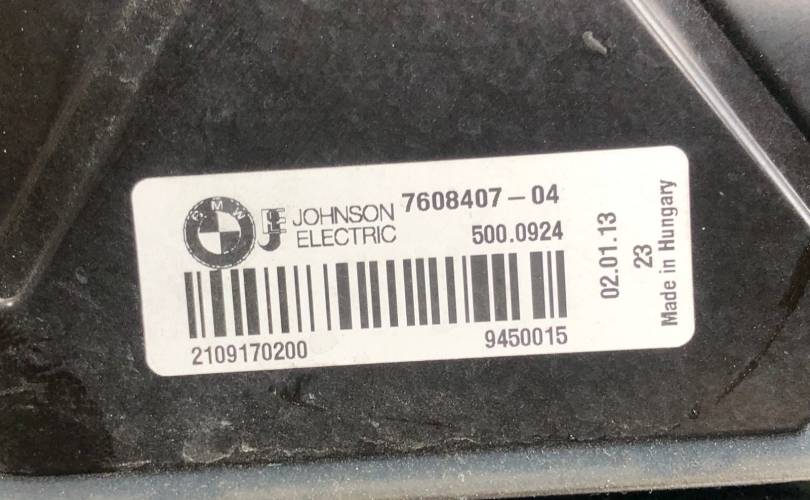 BMW
JOHNSON
ELECTRIC
7608407-04
500.0924
2109170200
9450015
02.01.13
23
Made in Hungary